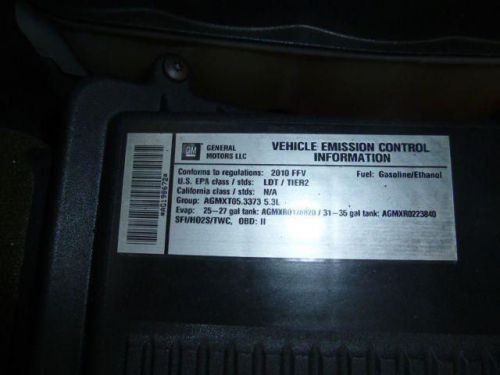 GM GENERAL MOTORS LLC
VEHICLE EMISSION CONTROL INFORMATION
Conforms to regulations: 2010 FFV Fuel: Gasoline/Ethanol
U.S. EPA class / stds: LDT / TIER2
California class / stds: N/A
Group: AGMXT05.3373 5.3L
Evap: 25-27 gal tank: / 31-35 gal tank: AGMXR0223840
SFI/HO2S/TWC, OBD: II